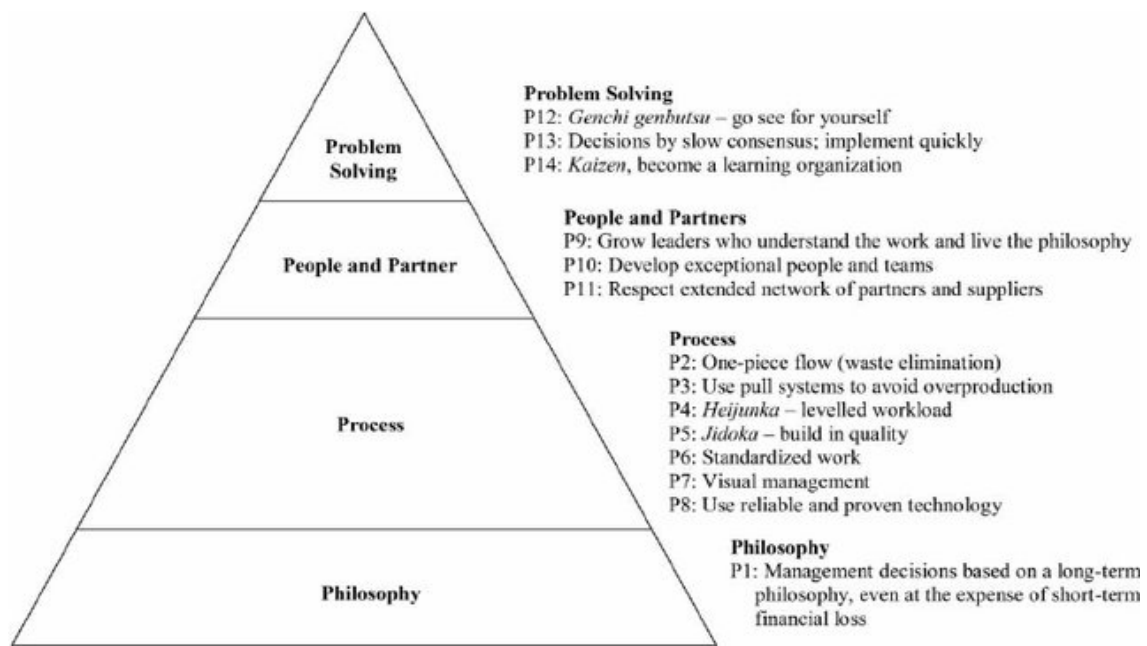 Problem Solving
P12: Genchi genbutsu – go see for yourself
P13: Decisions by slow consensus; implement quickly
P14: Kaizen, become a learning organization
Problem
Solving
People and Partners
P9: Grow leaders who understand the work and live the philosophy
P10: Develop exceptional people and teams
P11: Respect extended network of partners and suppliers
People and Partner
Process
P2: One-piece flow (waste elimination)
P3: Use pull systems to avoid overproduction
P4: Heijunka – levelled workload
P5: Jidoka – build in quality
P6: Standardized work
P7: Visual management
P8: Use reliable and proven technology
Process
Philosophy
P1: Management decisions based on a long-term
philosophy, even at the expense of short-term
financial loss
Philosophy